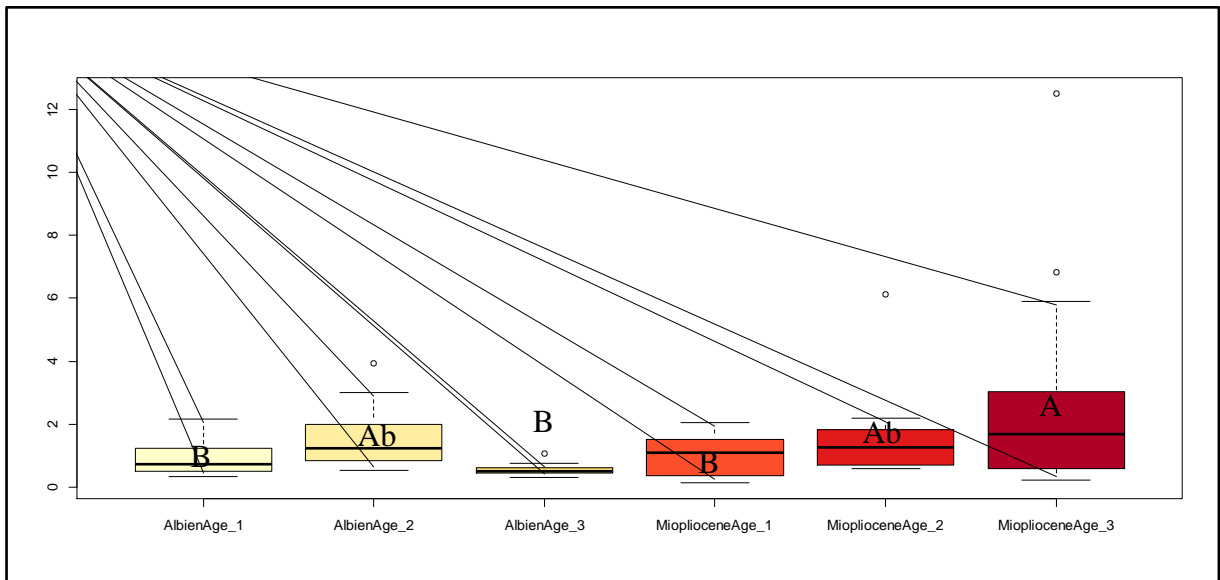 12
10
8
6
4
2
0
B
Ab
B
B
Ab
A
AlbienAge_1
AlbienAge_2
AlbienAge_3
MioplioceneAge_1
MioplioceneAge_2
MioplioceneAge_3